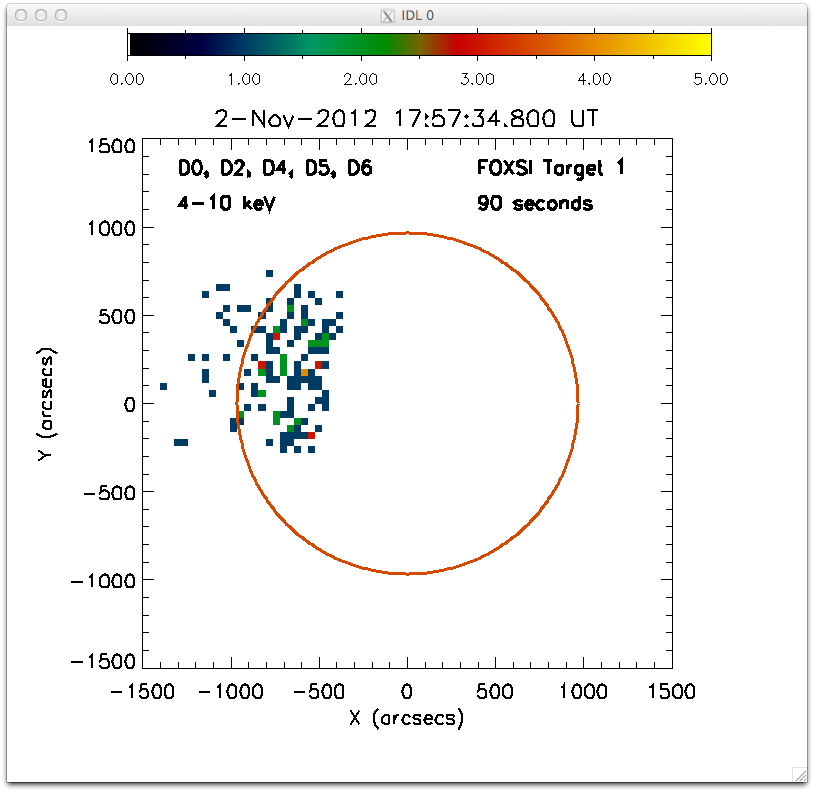 IDL 0
0.00 1.00 2.00 3.00 4.00 5.00
2-Nov-2012 17:57:34.800 UT
D0, D2, D4, D5, D6 FOXSI Target 1
4-10 keV 90 seconds
1500
1000
500
0
-500
-1000
-1500
Y (arcsecs)
-1500 -1000 -500 0 500 1000 1500
X (arcsecs)